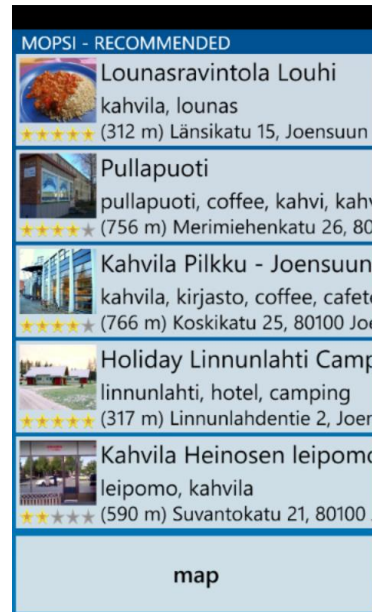 MOPSI - RECOMMENDED
Lounasravintola Louhi
kahvila, lounas
(312 m) Länsikatu 15, Joensuun
Pullapuoti
pullapuoti, coffee, kahvi, kahv
(756 m) Merimiehenkatu 26, 80
Kahvila Pilkku - Joensuun
kahvila, kirjasto, coffee, cafete
(766 m) Koskikatu 25, 80100 Joe
Holiday Linnunlahti Camp
linnunlahti, hotel, camping
(317 m) Linnunlahdentie 2, Joen
Kahvila Heinosen leipomo
leipomo, kahvila
(590 m) Suvantokatu 21, 80100
map